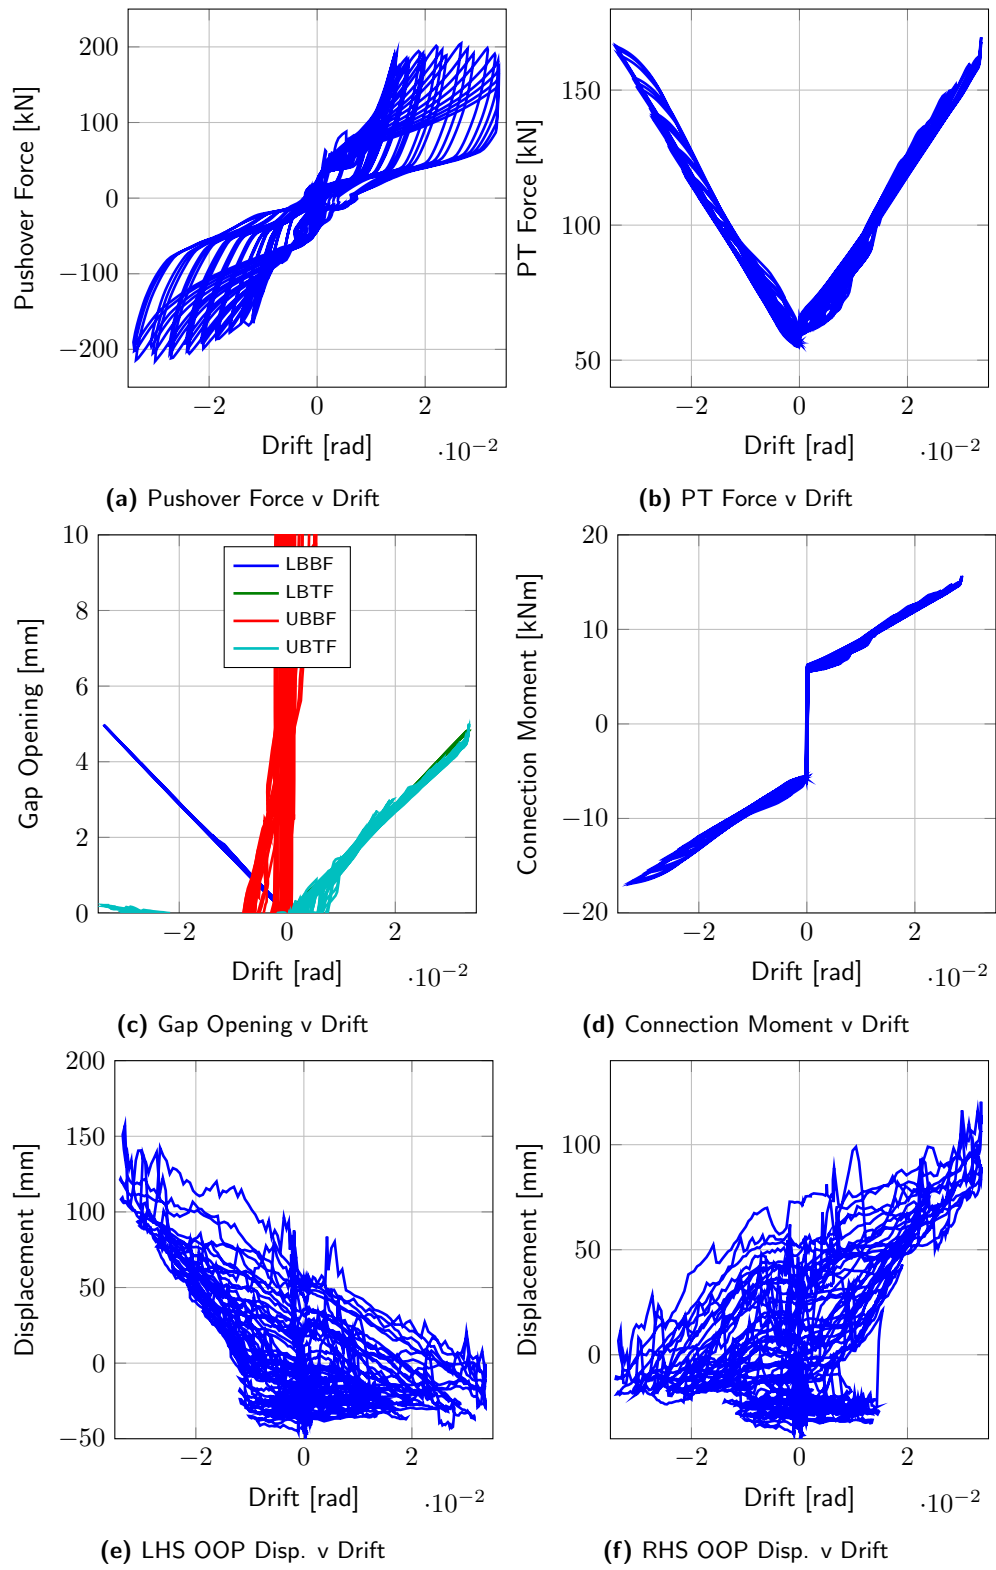 200
100
0
−100
−200
Pushover Force [kN]
−2 0 2
Drift [rad]
·10−2
(a) Pushover Force v Drift
150
100
50
PT Force [kN]
−2 0 2
Drift [rad]
·10−2
(b) PT Force v Drift
10
8
6
4
2
0
Gap Opening [mm]
LBBF
LBTF
UBBF
UBTF
−2 0 2
Drift [rad]
·10−2
(c) Gap Opening v Drift
20
10
0
−10
−20
Connection Moment [kNm]
−2 0 2
Drift [rad]
·10−2
(d) Connection Moment v Drift
200
150
100
50
0
−50
Displacement [mm]
−2 0 2
Drift [rad]
·10−2
(e) LHS OOP Disp. v Drift
100
50
0
Displacement [mm]
−2 0 2
Drift [rad]
·10−2
(f) RHS OOP Disp. v Drift